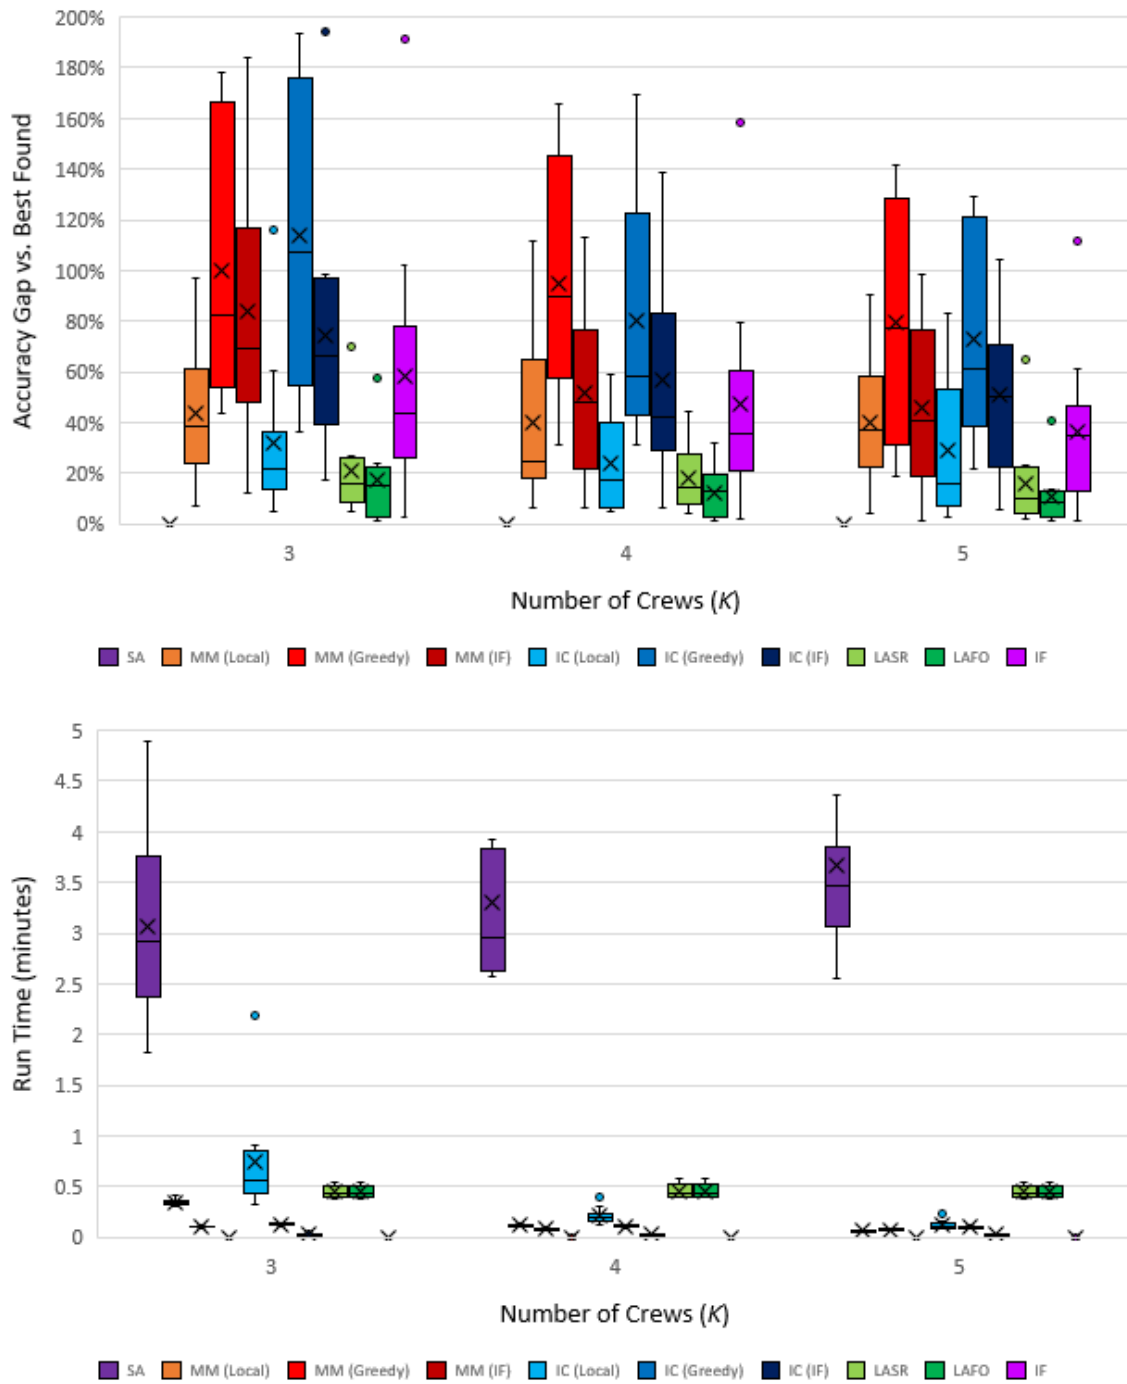 200%
180%
160%
140%
120%
100%
80%
60%
40%
20%
0%
Accuracy Gap vs. Best Found
3 4 5
Number of Crews (K)
SA MM (Local) MM (Greedy) MM (IF) IC (Local) IC (Greedy) IC (IF) LASR LAFO IF
5
4.5
4
3.5
3
2.5
2
1.5
1
0.5
0
Run Time (minutes)
3 4 5
Number of Crews (K)
SA MM (Local) MM (Greedy) MM (IF) IC (Local) IC (Greedy) IC (IF) LASR LAFO IF